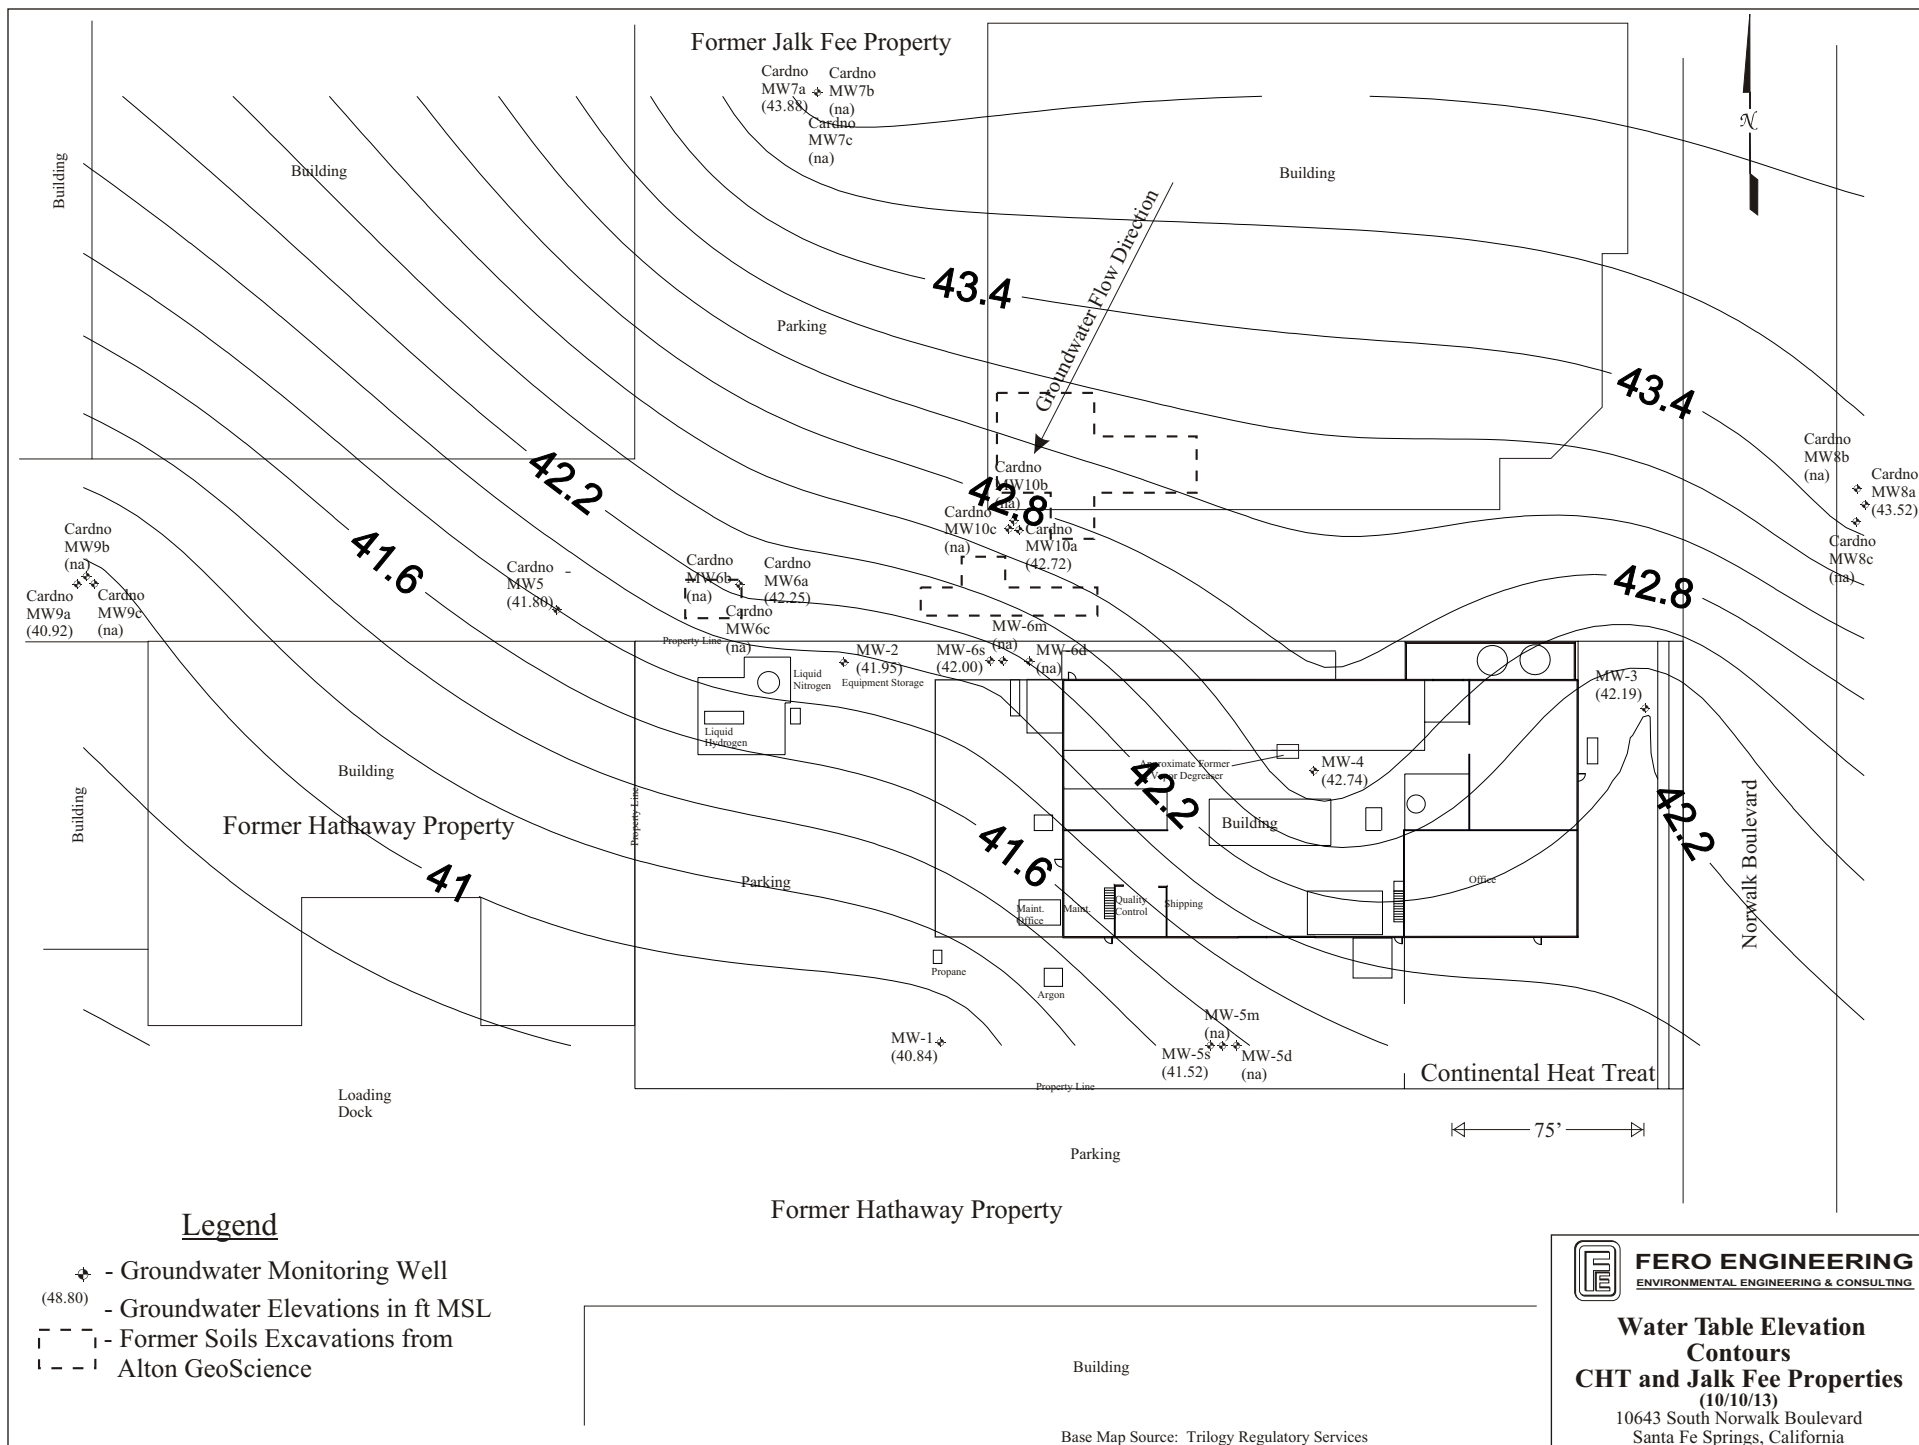 Former Jalk Fee Property
Cardno
MW7a
(43.88)
Cardno
MW7b
(na)
Cardno
MW7c
(na)
N
Building
Building
Building
Groundwater Flow Direction
43.4
Parking
43.4
Cardno
MW8b
(na)
Cardno
MW8a
(43.52)
Cardno
MW8c
(na)
42.2
Cardno
MW10b
(na)
42.8
Cardno
MW10c
(na)
Cardno
MW10a
(42.72)
Cardno
MW9b
(na)
Cardno
MW9a
(40.92)
Cardno
MW9c
(na)
41.6
Cardno
MW5
(41.80)
Cardno
MW6b
(na)
Cardno
MW6a
(42.25)
Cardno
MW6c
(na)
42.8
MW-6m
(na)
Property Line
MW-2
(41.95)
Equipment Storage
MW-6s
(42.00)
MW-6d
(na)
Liquid
Nitrogen
Liquid
Hydrogen
MW-3
(42.19)
Approximate Former
Vapor Degreaser
MW-4
(42.74)
42.2
42.2
Building
Building
Building
Property Line
Former Hathaway Property
41.6
Norwalk Boulevard
41
Parking
Office
Maint.
Office
Maint.
Quality
Control
Shipping
Propane
Argon
MW-1
(40.84)
MW-5m
(na)
MW-5s
(41.52)
MW-5d
(na)
Continental Heat Treat
Property Line
Loading
Dock
75’
Parking
Former Hathaway Property
Legend
- Groundwater Monitoring Well
(48.80)
- Groundwater Elevations in ft MSL
- Former Soils Excavations from
Alton GeoScience
Building
Base Map Source: Trilogy Regulatory Services
FE
FERO ENGINEERING
ENVIRONMENTAL ENGINEERING & CONSULTING
Water Table Elevation
Contours
CHT and Jalk Fee Properties
(10/10/13)
10643 South Norwalk Boulevard
Santa Fe Springs, California